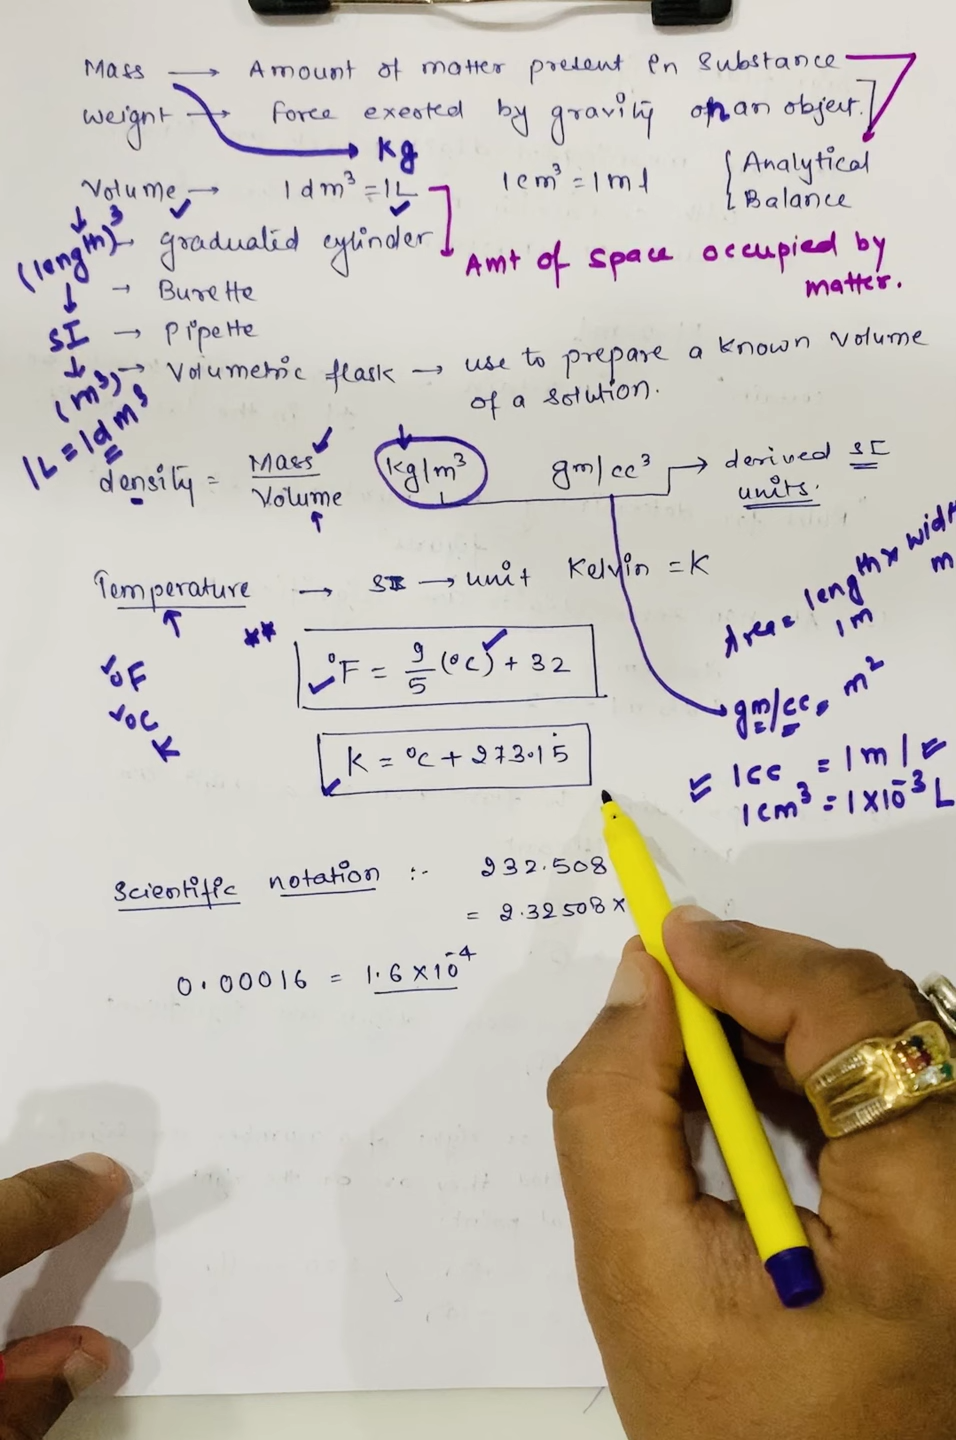 Mass → Amount of matter present in Substance
Weight → Force exerted by gravity on an object.
Kg
Volume → 1 dm³ = 1L 1cm³ = 1ml
Analytical
Balance
(length)³ → graduated cylinder
Amt of space occupied by
matter.
→ Burette
SI → Pipette
(m³) → Volumetric flask → use to prepare a known volume
of a solution.
1L = 1dm³
density = Mass/Volume kg/m³ gm/cc³ → derived SI
units.
Area = length × width
1m m
m²
Temperature → SI → unit Kelvin = K
** °F = 9/5 (°C) + 32
°F
°C
K
gm/cc,
K = °C + 273.15
1cc = 1ml
1cm³ = 1×10⁻³ L
Scientific notation :- 232.508
= 2.32508 ×
0.00016 = 1.6 × 10⁻⁴